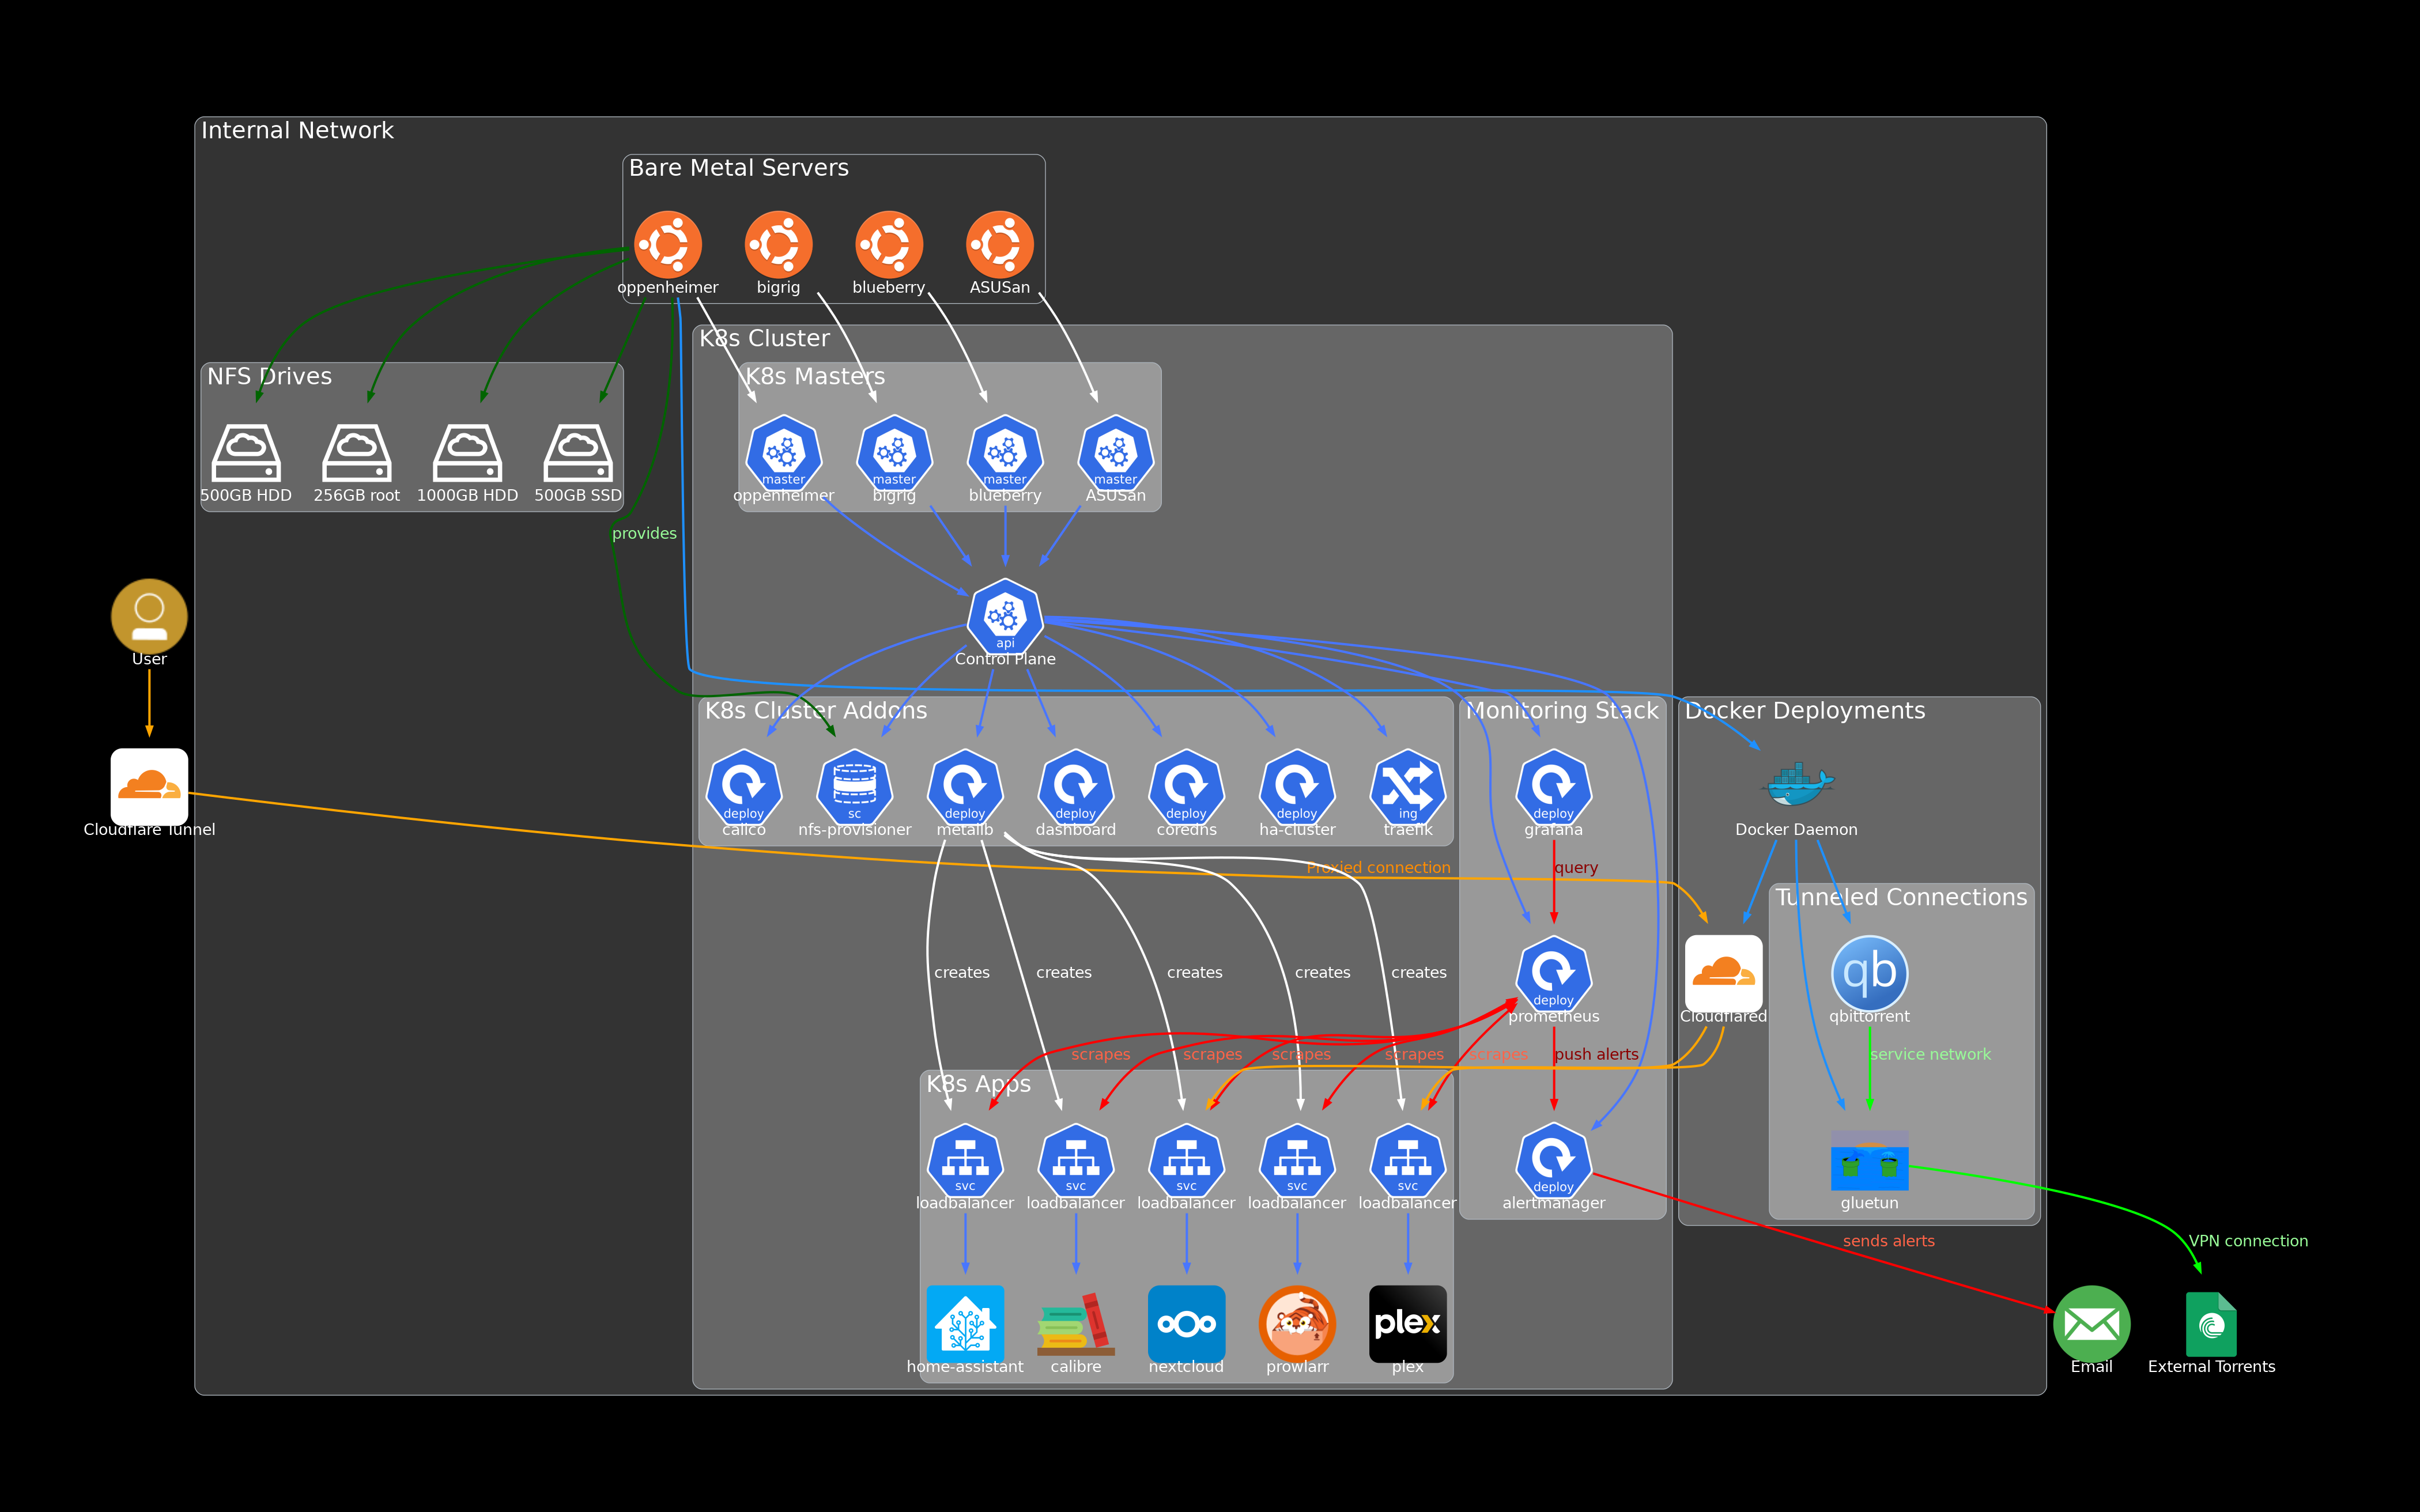 Internal Network
Bare Metal Servers
oppenheimer
bigrig
blueberry
ASUSan
K8s Cluster
NFS Drives
K8s Masters
master
master
master
master
500GB HDD
256GB root
1000GB HDD
500GB SSD
oppenheimer
bigrig
blueberry
ASUSan
provides
api
User
Control Plane
K8s Cluster Addons
Monitoring Stack
Docker Deployments
deploy
sc
deploy
deploy
deploy
deploy
ing
deploy
Cloudflare Tunnel
calico
nfs-provisioner
metallb
dashboard
coredns
ha-cluster
traefik
grafana
Docker Daemon
Proxied connection
query
Tunneled Connections
creates
creates
creates
creates
creates
qb
deploy
prometheus
Cloudflared
qbittorrent
scrapes
scrapes
scrapes
scrapes
scrapes
push alerts
service network
K8s Apps
svc
svc
svc
svc
svc
deploy
loadbalancer
loadbalancer
loadbalancer
loadbalancer
loadbalancer
alertmanager
gluetun
sends alerts
VPN connection
plex
home-assistant
calibre
nextcloud
prowlarr
plex
Email
External Torrents